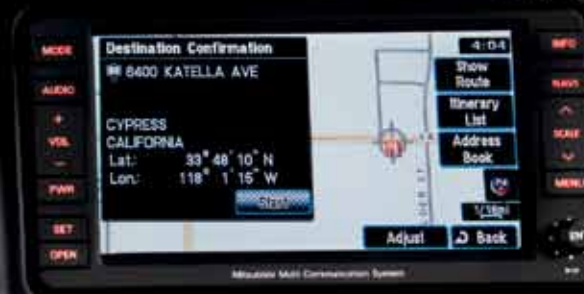 MODE
AUDIO
+
VOL
−
PWR
SET
OPEN
Destination Confirmation
6400 KATELLA AVE
CYPRESS
CALIFORNIA
Lat.: 33° 48' 10" N
Lon.: 118° 1' 15" W
Start
4:04
Show
Route
Itinerary
List
Address
Book
Adjust
Back
INFO
NAVI
SCALE
MENU
Mitsubishi Multi Communication System